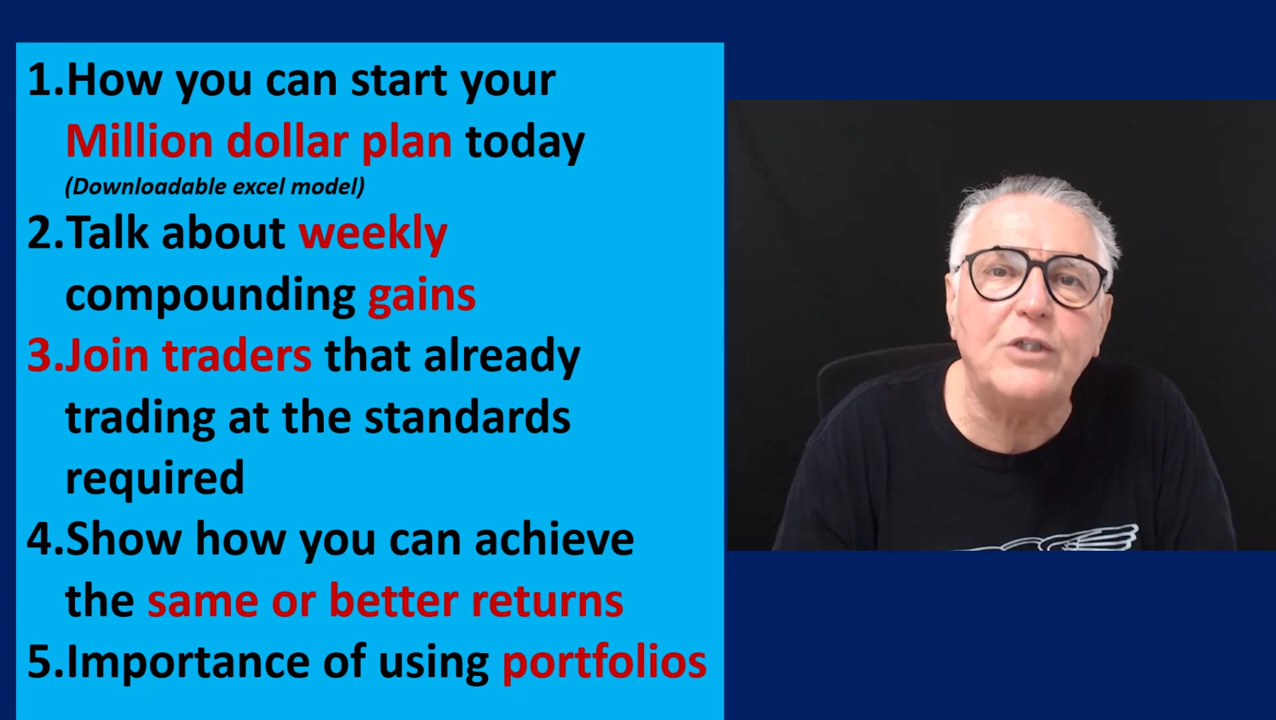 1.How you can start your
Million dollar plan today
(Downloadable excel model)
2.Talk about weekly
compounding gains
3.Join traders that already
trading at the standards
required
4.Show how you can achieve
the same or better returns
5.Importance of using portfolios